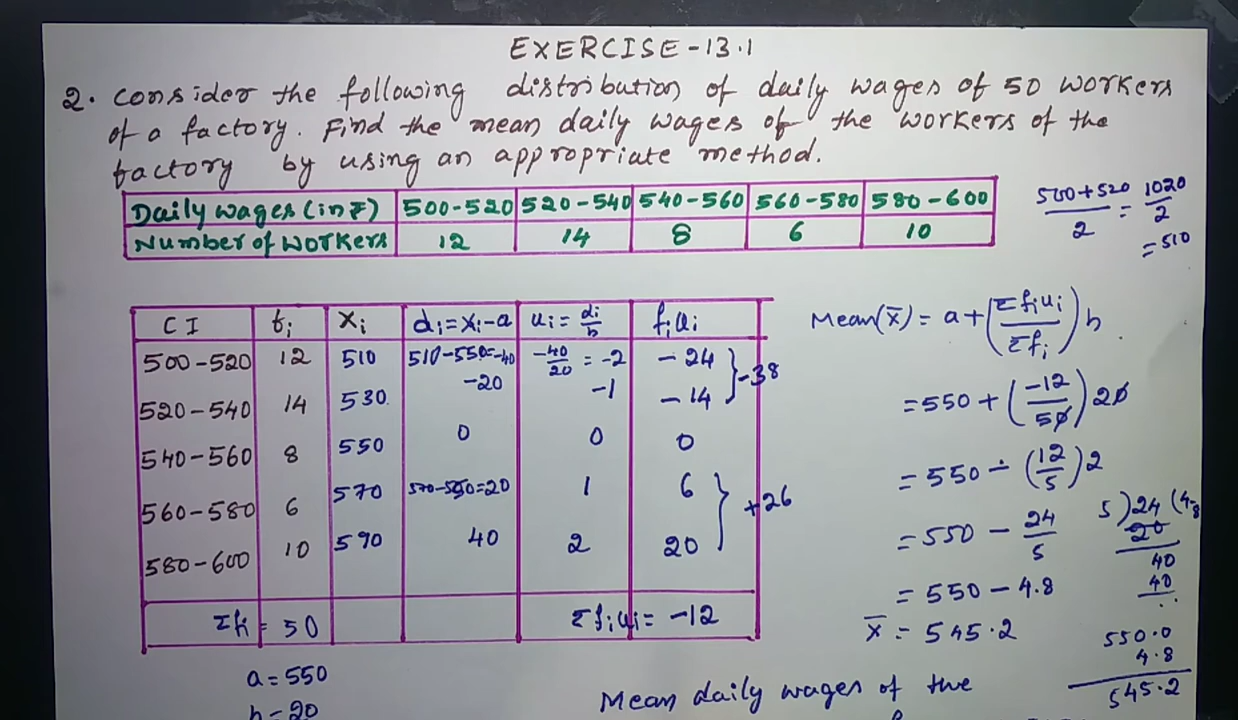 EXERCISE-13.1
2. Consider the following distribution of daily wages of 50 workers
of a factory. Find the mean daily wages of the workers of the
factory by using an appropriate method.
Daily wages (in ₹) 500-520 520-540 540-560 560-580 580-600
Number of workers 12 14 8 6 10
500+520/2 = 1020/2
= 510
CI fi xi di=xi-a ui=di/h fiui
500-520 12 510 510-550=-40 -40/20 = -2 -24
520-540 14 530 -20 -1 -14
-38
540-560 8 550 0 0 0
560-580 6 570 570-550=20 1 6
580-600 10 590 40 2 20
+26
Σfi = 50 Σfiui = -12
a = 550
h = 20
Mean(x̄) = a+(Σfiui/Σfi)h
= 550 + (-12/50)20
= 550 - (12/5)2
= 550 - 24/5
= 550 - 4.8
x̄ = 545.2
5)24(4.8
20
40
40
550.0
4.8
545.2
Mean daily wages of the